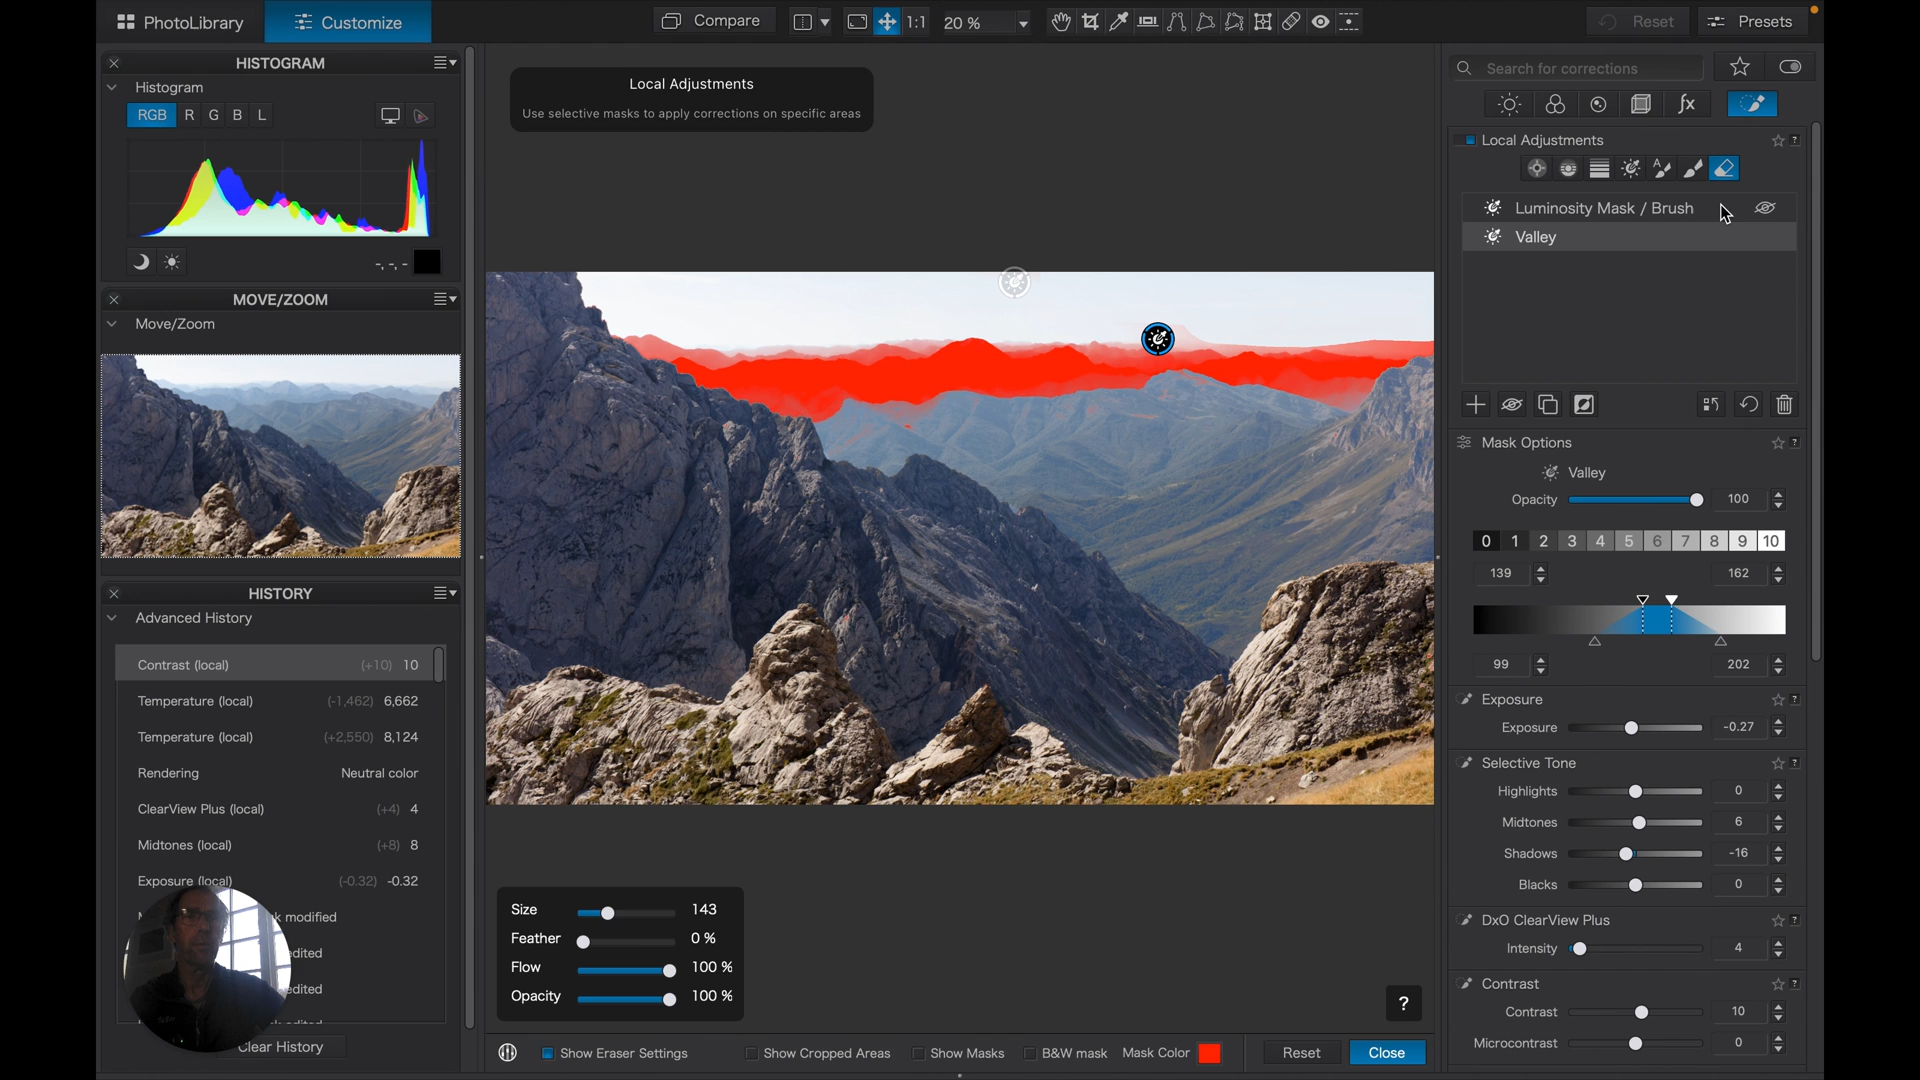 PhotoLibrary
Customize
Compare
1:1
20 %
Reset
Presets
HISTOGRAM
Histogram
RGB R G B L
-, -, -
MOVE/ZOOM
Move/Zoom
HISTORY
Advanced History
Contrast (local) (+10) 10
Temperature (local) (-1,462) 6,662
Temperature (local) (+2,550) 8,124
Rendering Neutral color
ClearView Plus (local) (+4) 4
Midtones (local) (+8) 8
Exposure (local) (-0.32) -0.32
modified
edited
edited
Clear History
Local Adjustments
Use selective masks to apply corrections on specific areas
Size 143
Feather 0 %
Flow 100 %
Opacity 100 %
?
Show Eraser Settings
Show Cropped Areas
Show Masks
B&W mask
Mask Color
Reset
Close
Search for corrections
fx
Local Adjustments ?
Luminosity Mask / Brush
Valley
Mask Options ?
Valley
Opacity 100
0 1 2 3 4 5 6 7 8 9 10
139 162
99 202
Exposure ?
Exposure -0.27
Selective Tone ?
Highlights 0
Midtones 6
Shadows -16
Blacks 0
DxO ClearView Plus ?
Intensity 4
Contrast ?
Contrast 10
Microcontrast 0